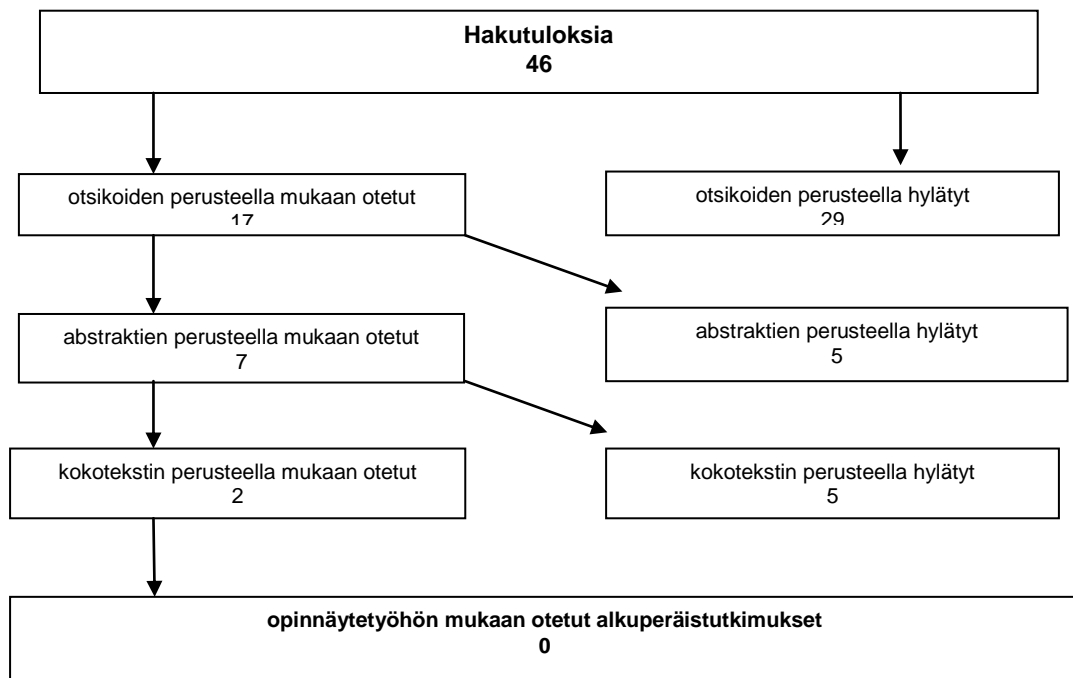 Hakutuloksia
46
otsikoiden perusteella mukaan otetut
17
otsikoiden perusteella hylätyt
29
abstraktien perusteella mukaan otetut
7
abstraktien perusteella hylätyt
5
kokotekstin perusteella mukaan otetut
2
kokotekstin perusteella hylätyt
5
opinnäytetyöhön mukaan otetut alkuperäistutkimukset
0